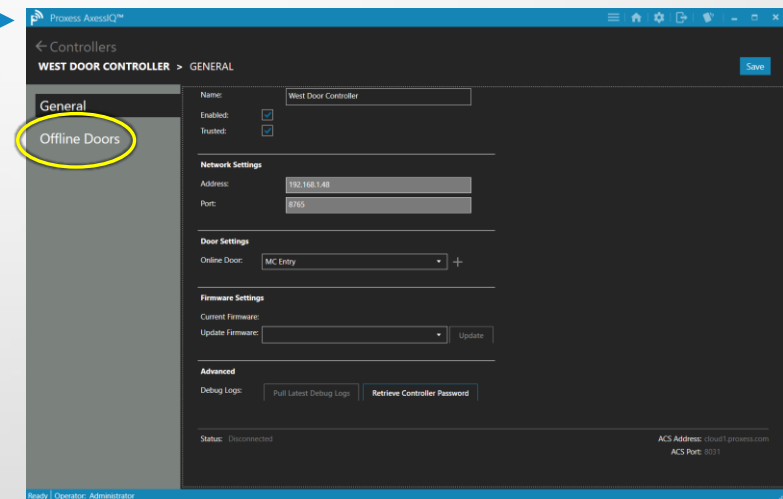 Proxess AxessIQ™
Controllers
WEST DOOR CONTROLLER > GENERAL
Save
General
Offline Doors
Name: West Door Controller
Enabled:
Trusted:
Network Settings
Address: 192.168.1.48
Port: 8765
Door Settings
Online Door: MC Entry
Firmware Settings
Current Firmware:
Update Firmware: Update
Advanced
Debug Logs: Pull Latest Debug Logs Retrieve Controller Password
Status: Disconnected
ACS Address: cloud1.proxess.com
ACS Port: 8031
Ready Operator: Administrator